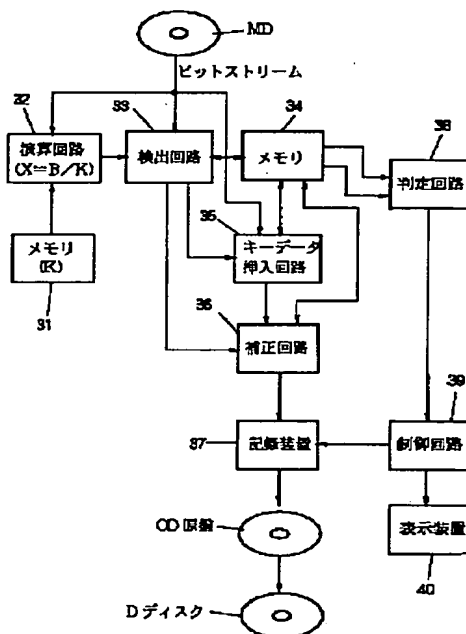 MD
ビットストリーム
32
33
34
38
演算回路
(X=B/K)
検出回路
メモリ
判定回路
35
メモリ
(K)
31
キーデータ
挿入回路
36
補正回路
39
37
記録装置
制御回路
CD原盤
表示装置
40
Dディスク